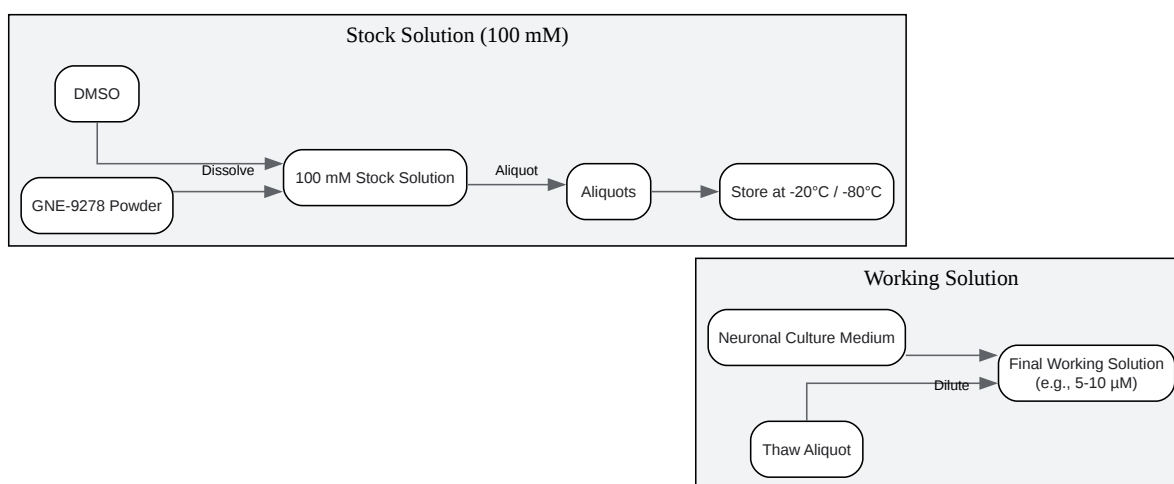 Stock Solution (100 mM)
DMSO
Dissolve
GNE-9278 Powder
100 mM Stock Solution
Aliquot
Aliquots
Store at -20°C / -80°C
Working Solution
Neuronal Culture Medium
Thaw Aliquot
Dilute
Final Working Solution
(e.g., 5-10 µM)